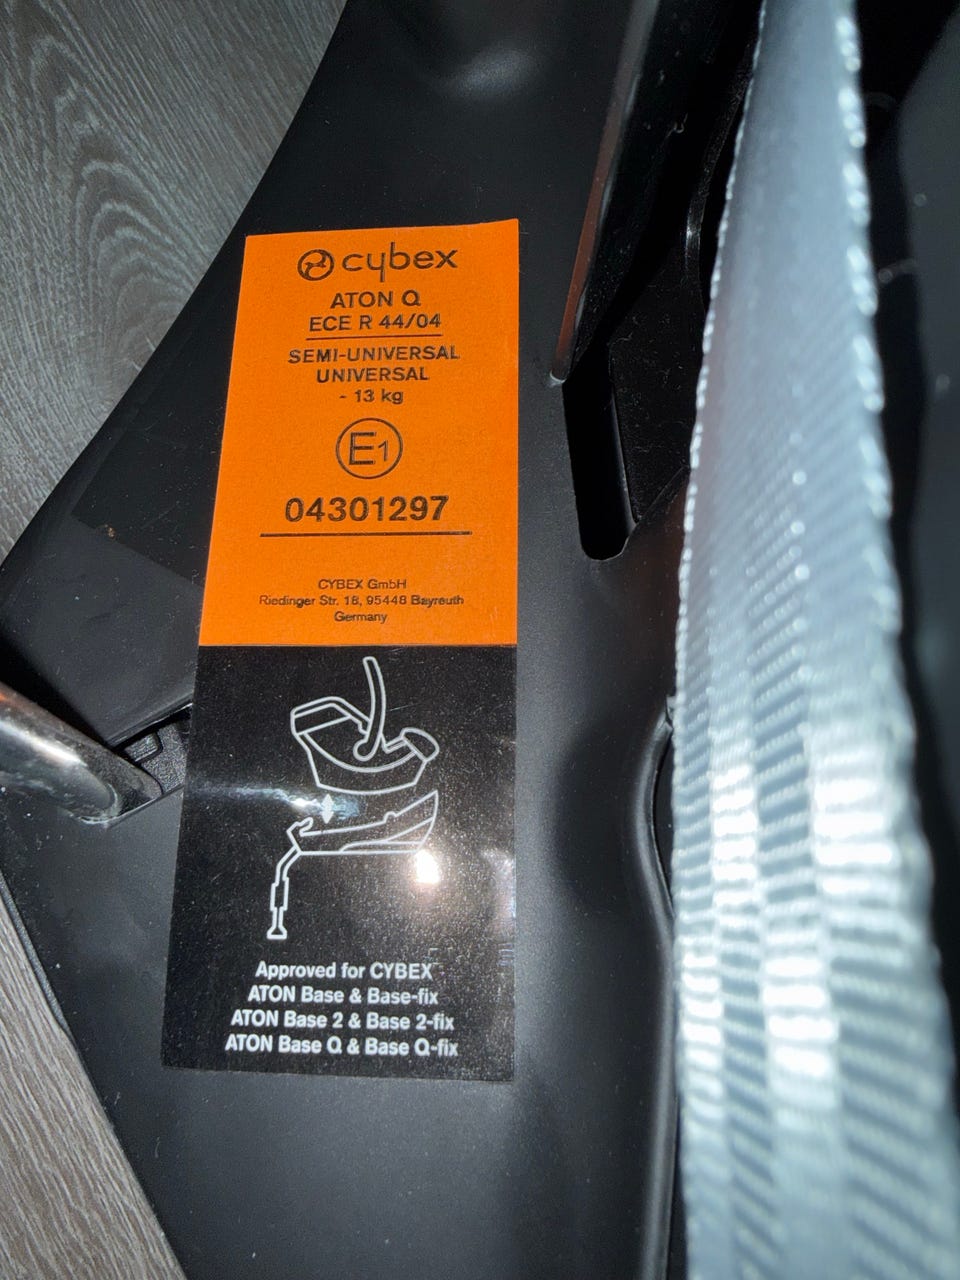 cybex
ATON Q
ECE R 44/04
SEMI-UNIVERSAL
UNIVERSAL
- 13 kg
E1
04301297
CYBEX GmbH
Riedinger Str. 18, 95448 Bayreuth
Germany
Approved for CYBEX
ATON Base & Base-fix
ATON Base 2 & Base 2-fix
ATON Base Q & Base Q-fix